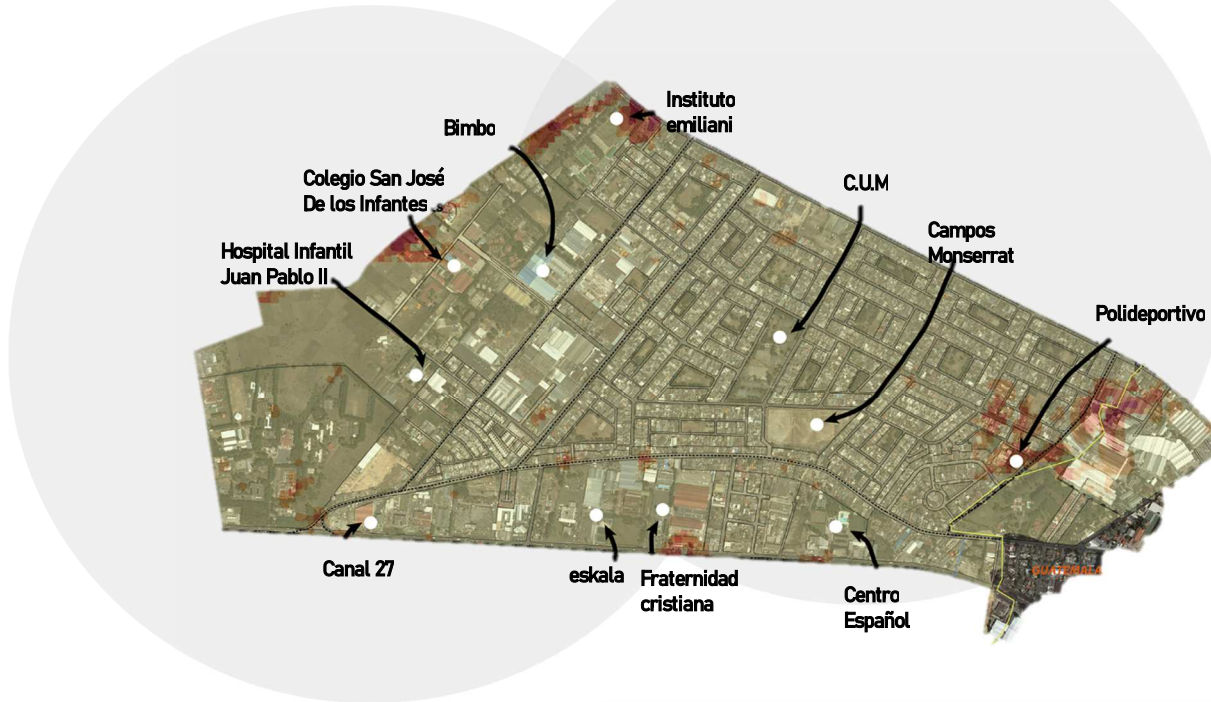 Instituto
emiliani
Bimbo
Colegio San José
De los Infantes
C.U.M
Campos
Monserrat
Hospital Infantil
Juan Pablo II
Polideportivo
Canal 27
eskala
Fraternidad
cristiana
Centro
Español
GUATEMALA